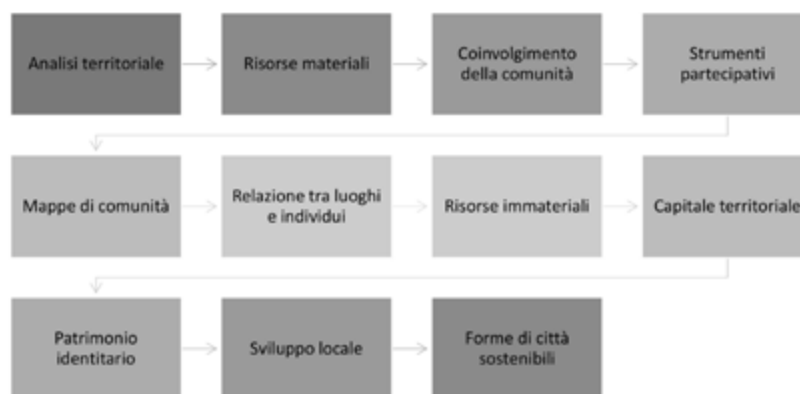 Analisi territoriale
Risorse materiali
Coinvolgimento
della comunità
Strumenti
partecipativi
Mappe di comunità
Relazione tra luoghi
e individui
Risorse immateriali
Capitale territoriale
Patrimonio
identitario
Sviluppo locale
Forme di città
sostenibili